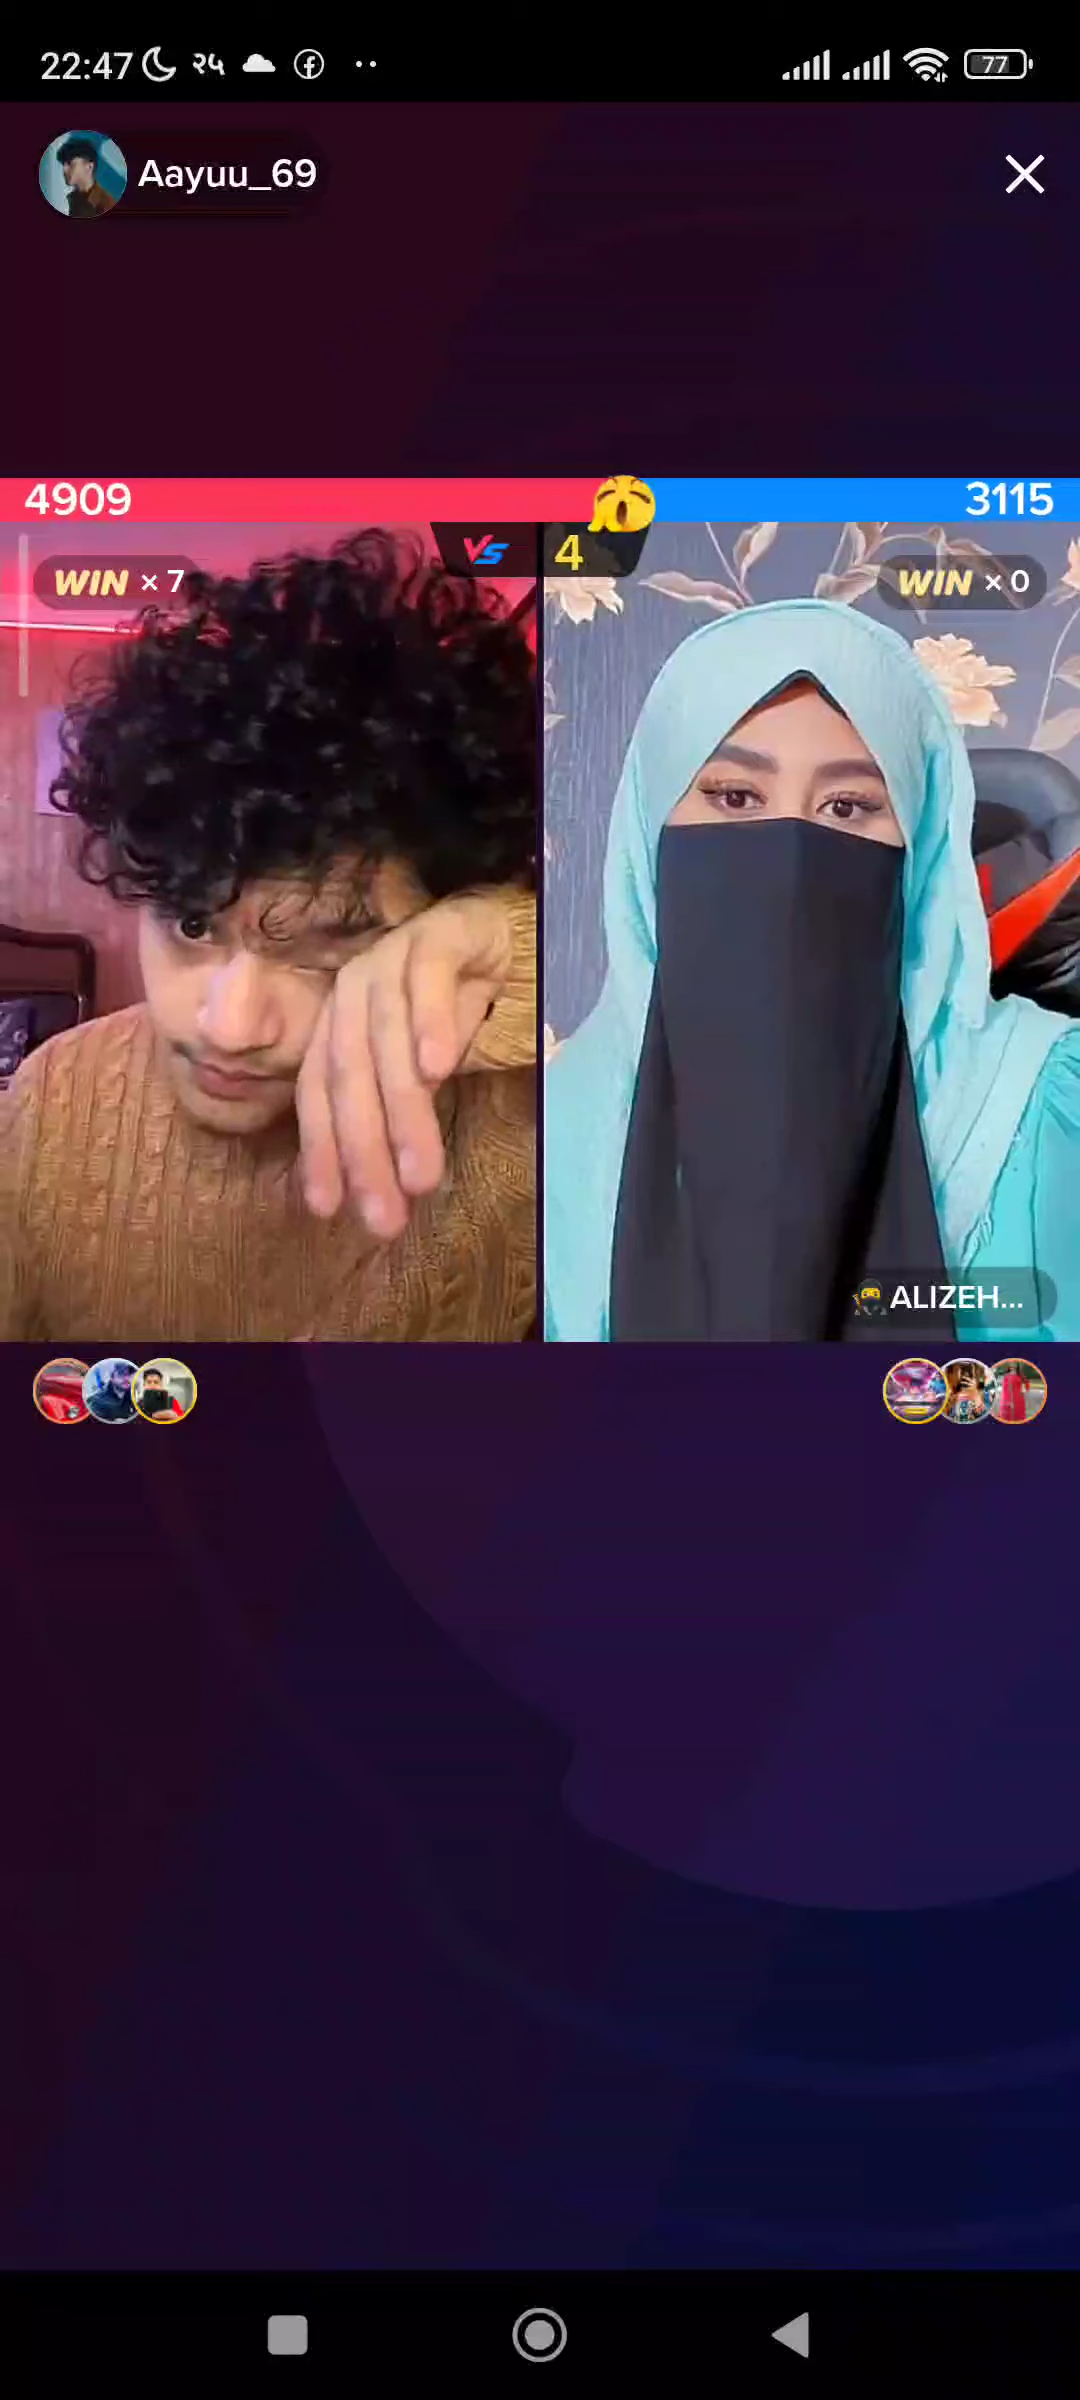 22:47 २५ 77
Aayuu_69
4909 3115
WIN × 7 VS 4 WIN × 0
ALIZEH...